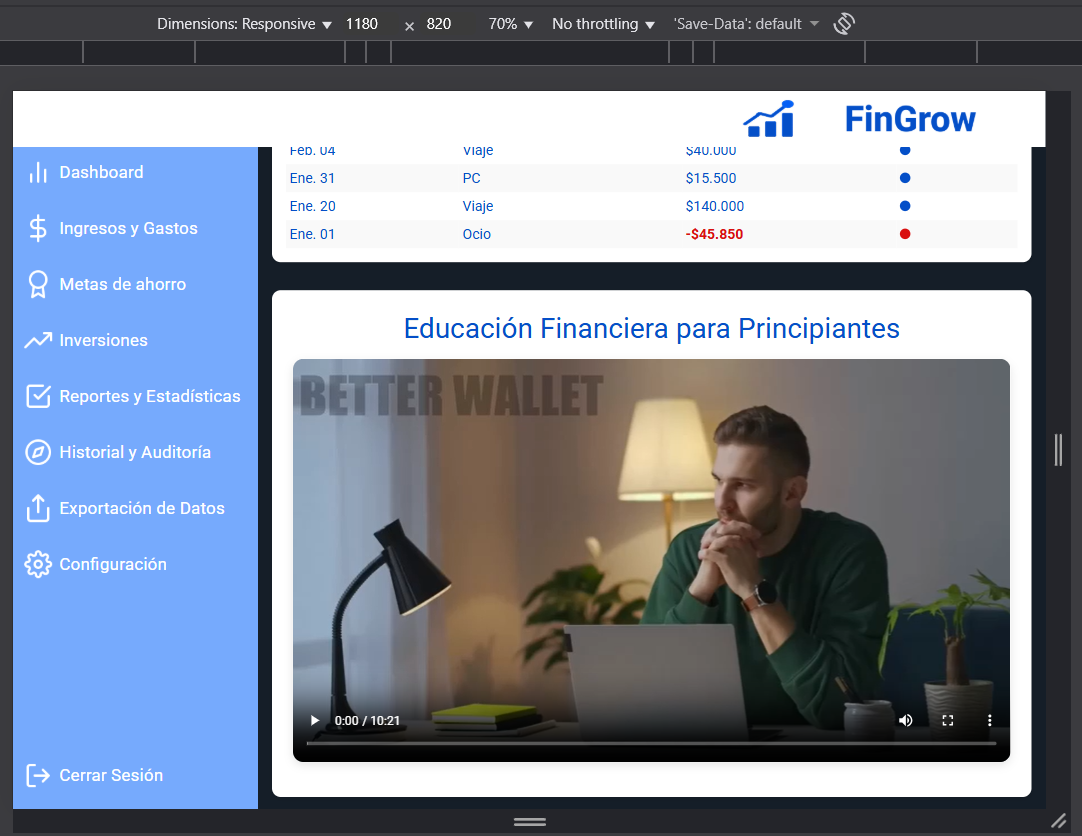 Dimensions: Responsive 1180 × 820 70% No throttling 'Save-Data': default
FinGrow
Dashboard
Ingresos y Gastos
Metas de ahorro
Inversiones
Reportes y Estadísticas
Historial y Auditoría
Exportación de Datos
Configuración
Cerrar Sesión
Feb. 04 Viaje $40.000
Ene. 31 PC $15.500
Ene. 20 Viaje $140.000
Ene. 01 Ocio -$45.850
Educación Financiera para Principiantes
BETTER WALLET
0:00 / 10:21